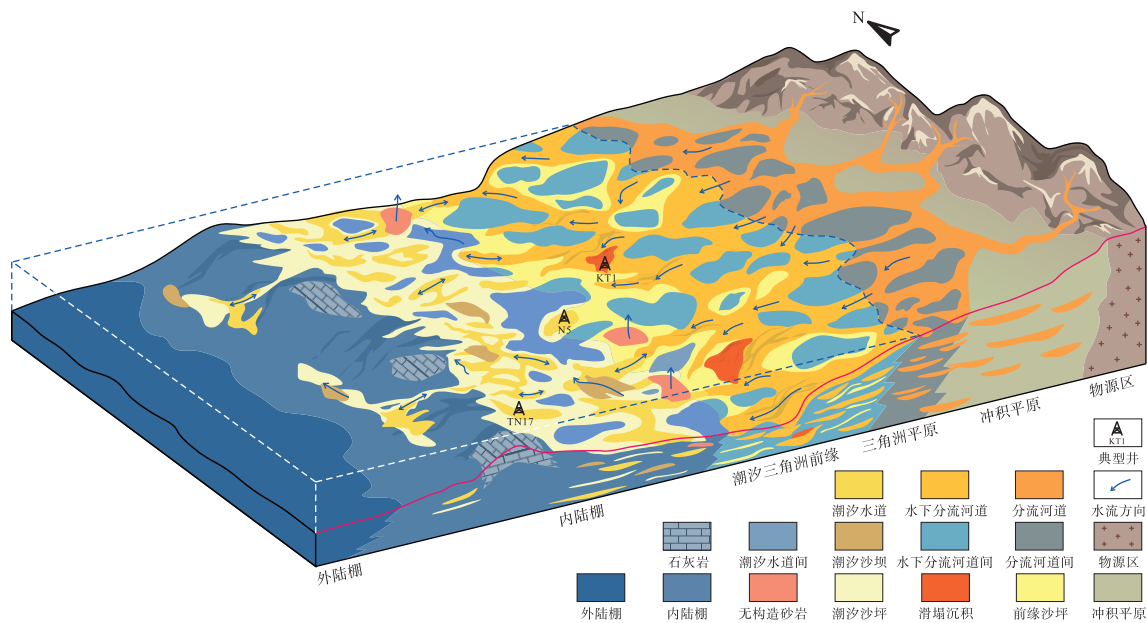 N
KT1
N5
TN17
物源区
冲积平原
三角洲平原
潮汐三角洲前缘
内陆棚
外陆棚
KT1
典型井
潮汐水道
水下分流河道
分流河道
水流方向
石灰岩
潮汐水道间
潮汐沙坝
水下分流河道间
分流河道间
物源区
外陆棚
内陆棚
无构造砂岩
潮汐沙坪
滑塌沉积
前缘沙坪
冲积平原